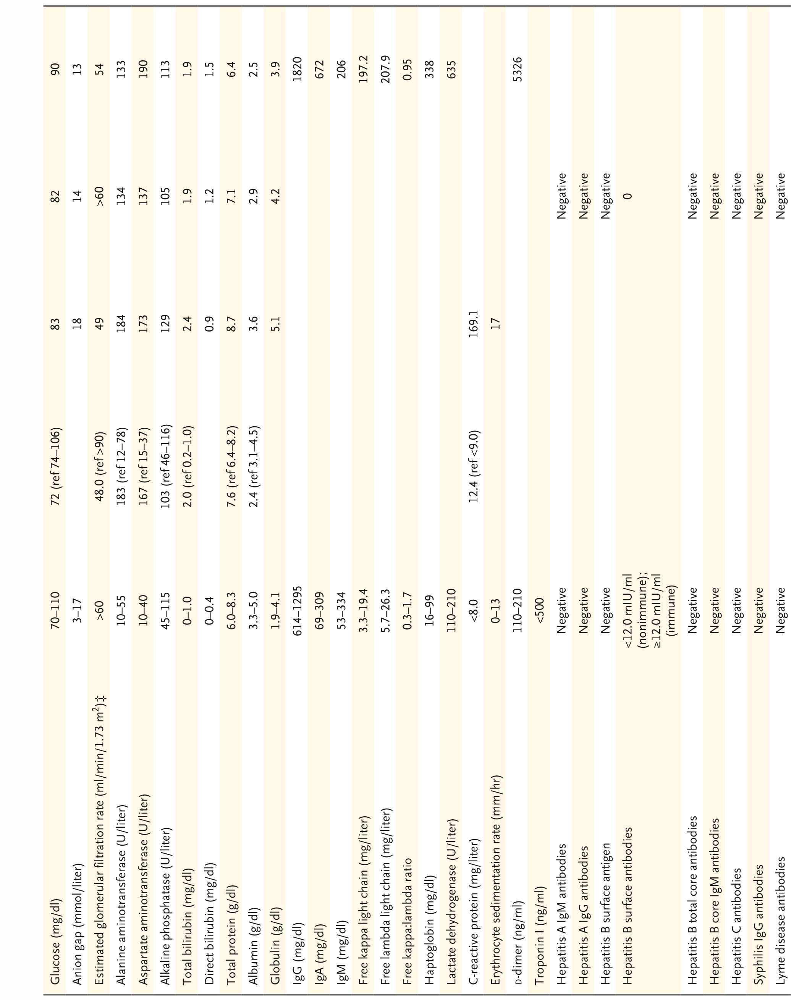 Glucose (mg/dl) 70–110 72 (ref 74–106) 83 82 90
Anion gap (mmol/liter) 3–17 18 14 13
Estimated glomerular filtration rate (ml/min/1.73 m²)‡ >60 48.0 (ref >90) 49 >60 54
Alanine aminotransferase (U/liter) 10–55 183 (ref 12–78) 184 134 133
Aspartate aminotransferase (U/liter) 10–40 167 (ref 15–37) 173 137 190
Alkaline phosphatase (U/liter) 45–115 103 (ref 46–116) 129 105 113
Total bilirubin (mg/dl) 0–1.0 2.0 (ref 0.2–1.0) 2.4 1.9 1.9
Direct bilirubin (mg/dl) 0–0.4 0.9 1.2 1.5
Total protein (g/dl) 6.0–8.3 7.6 (ref 6.4–8.2) 8.7 7.1 6.4
Albumin (g/dl) 3.3–5.0 2.4 (ref 3.1–4.5) 3.6 2.9 2.5
Globulin (g/dl) 1.9–4.1 5.1 4.2 3.9
IgG (mg/dl) 614–1295 1820
IgA (mg/dl) 69–309 672
IgM (mg/dl) 53–334 206
Free kappa light chain (mg/liter) 3.3–19.4 197.2
Free lambda light chain (mg/liter) 5.7–26.3 207.9
Free kappa:lambda ratio 0.3–1.7 0.95
Haptoglobin (mg/dl) 16–99 338
Lactate dehydrogenase (U/liter) 110–210 635
C-reactive protein (mg/liter) <8.0 12.4 (ref <9.0) 169.1
Erythrocyte sedimentation rate (mm/hr) 0–13 17
D-dimer (ng/ml) 110–210 5326
Troponin I (ng/ml) <500
Hepatitis A IgM antibodies Negative Negative
Hepatitis A IgG antibodies Negative Negative
Hepatitis B surface antigen Negative Negative
Hepatitis B surface antibodies <12.0 mIU/ml 0
(nonimmune);
≥12.0 mIU/ml
(immune)
Hepatitis B total core antibodies Negative Negative
Hepatitis B core IgM antibodies Negative Negative
Hepatitis C antibodies Negative Negative
Syphilis IgG antibodies Negative Negative
Lyme disease antibodies Negative Negative